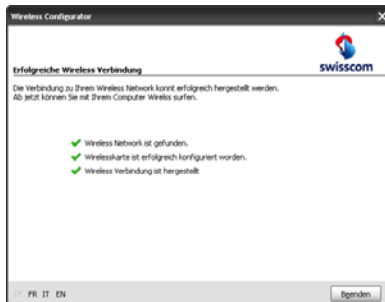 Wireless Configurator
swisscom
Erfolgreiche Wireless Verbindung
Die Verbindung zu Ihrem Wireless Network konnt erfolgreich hergestellt werden.
Ab jetzt können Sie mit Ihrem Computer Wirelss surfen.
Wireless Network ist gefunden.
Wirelesskarte ist erfolgreich konfiguriert worden.
Wireless Verbindung ist hergestellt
DE FR IT EN
Beenden